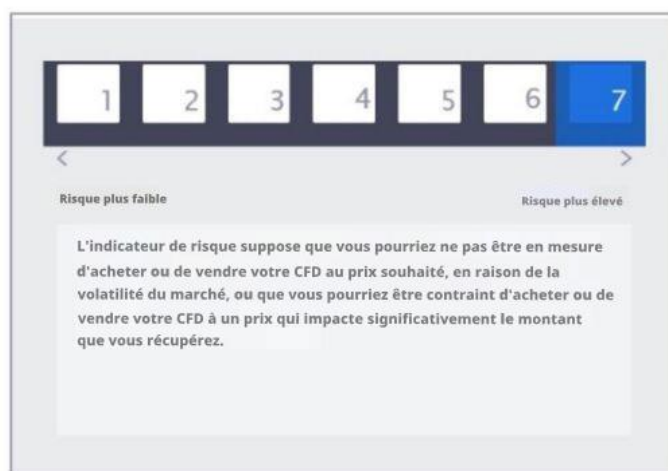 1 2 3 4 5 6 7
< >
Risque plus faible Risque plus élevé
L'indicateur de risque suppose que vous pourriez ne pas être en mesure
d'acheter ou de vendre votre CFD au prix souhaité, en raison de la
volatilité du marché, ou que vous pourriez être contraint d'acheter ou de
vendre votre CFD à un prix qui impacte significativement le montant
que vous récupérez.